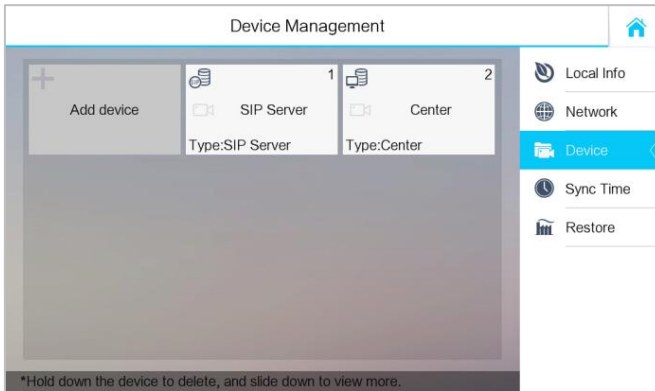 Device Management
Add device
1
SIP Server
Type:SIP Server
2
Center
Type:Center
*Hold down the device to delete, and slide down to view more.
Local Info
Network
Device
Sync Time
Restore